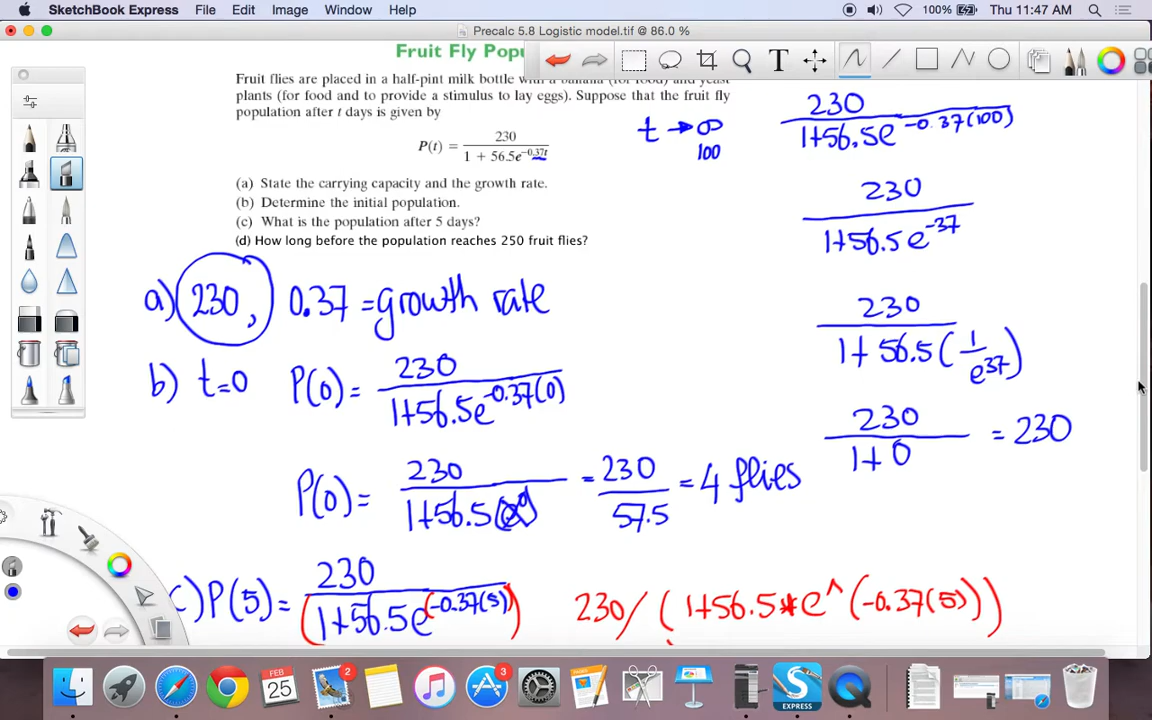 SketchBook Express File Edit Image Window Help 100% Thu 11:47 AM
Precalc 5.8 Logistic model.tif @ 86.0 %
Fruit Fly Popu
Fruit flies are placed in a half-pint milk bottle with a banana (for food) and yeast
plants (for food and to provide a stimulus to lay eggs). Suppose that the fruit fly
population after t days is given by
P(t) = 230 / 1 + 56.5e^-0.37t
(a) State the carrying capacity and the growth rate.
(b) Determine the initial population.
(c) What is the population after 5 days?
(d) How long before the population reaches 250 fruit flies?
t → ∞
100
230 / 1+56.5e^-0.37(100)
230 / 1+56.5e^-37
230 / 1+56.5(1/e^37)
230 / 1+0 = 230
a) 230, 0.37 = growth rate
b) t=0 P(0) = 230 / 1+56.5e^-0.37(0)
P(0) = 230 / 1+56.5(e^0) = 230 / 57.5 = 4 flies
c) P(5) = 230 / (1+56.5e^(-0.37(5))) 230/(1+56.5*e^(-0.37(5)))
T
2
3
FEB
25
S
EXPRESS